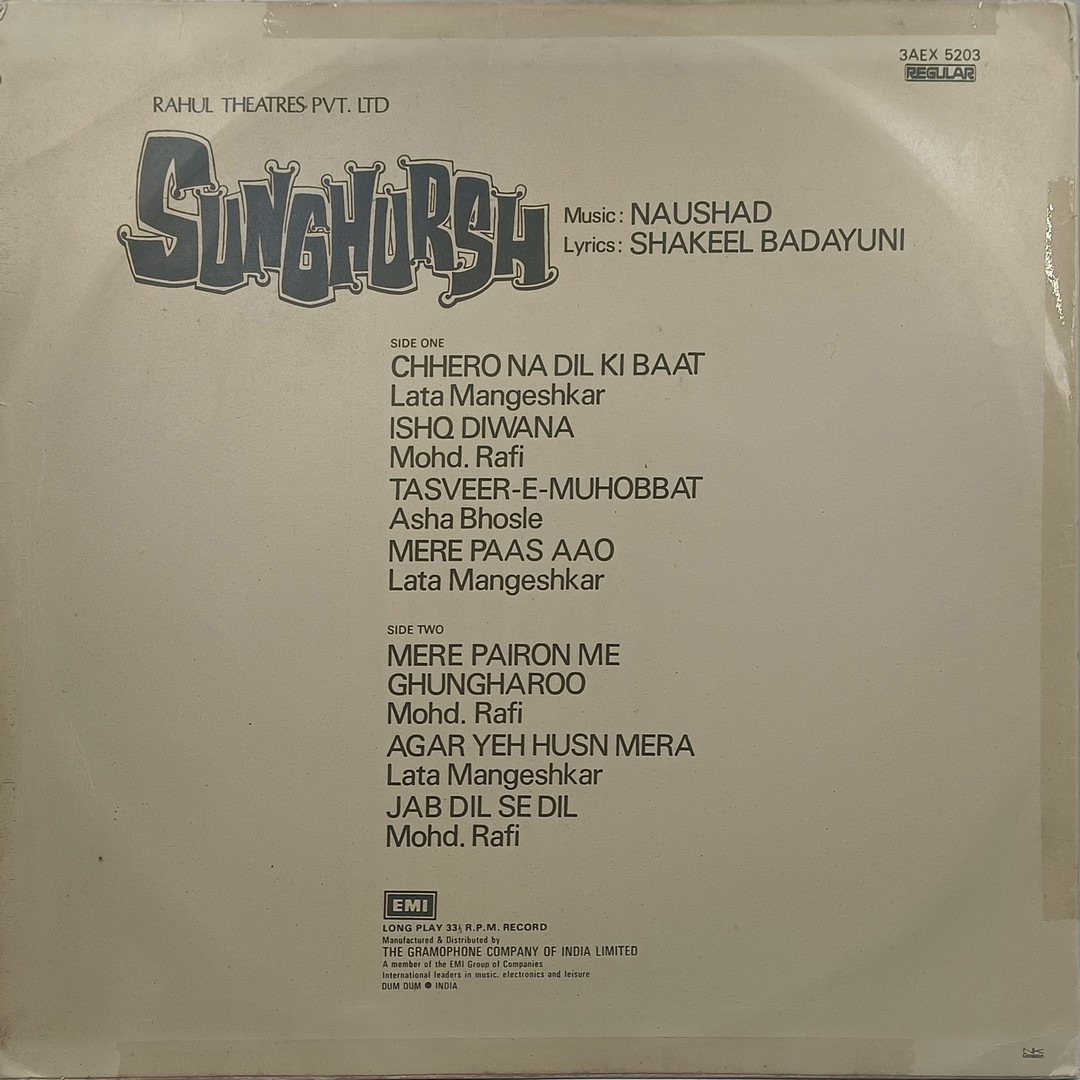 3AEX 5203
REGULAR
RAHUL THEATRES PVT. LTD
SUNGHURSH
Music: NAUSHAD
Lyrics: SHAKEEL BADAYUNI
SIDE ONE
CHHERO NA DIL KI BAAT
Lata Mangeshkar
ISHQ DIWANA
Mohd. Rafi
TASVEER-E-MUHOBBAT
Asha Bhosle
MERE PAAS AAO
Lata Mangeshkar
SIDE TWO
MERE PAIRON ME
GHUNGHAROO
Mohd. Rafi
AGAR YEH HUSN MERA
Lata Mangeshkar
JAB DIL SE DIL
Mohd. Rafi
EMI
LONG PLAY 33⅓ R.P.M. RECORD
Manufactured & Distributed by
THE GRAMOPHONE COMPANY OF INDIA LIMITED
A member of the EMI Group of Companies
International leaders in music. electronics and leisure
DUM DUM ● INDIA